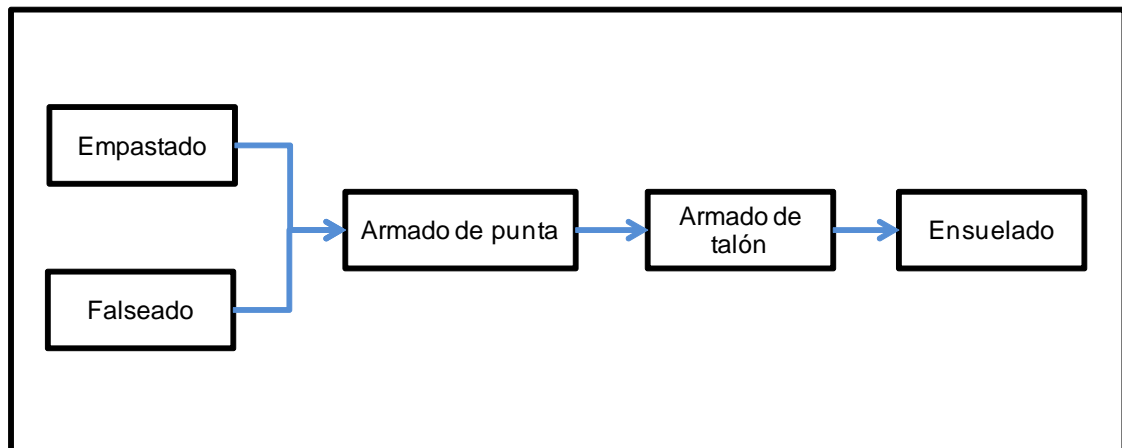 Empastado
Falseado
Armado de punta
Armado de
talón
Ensuelado